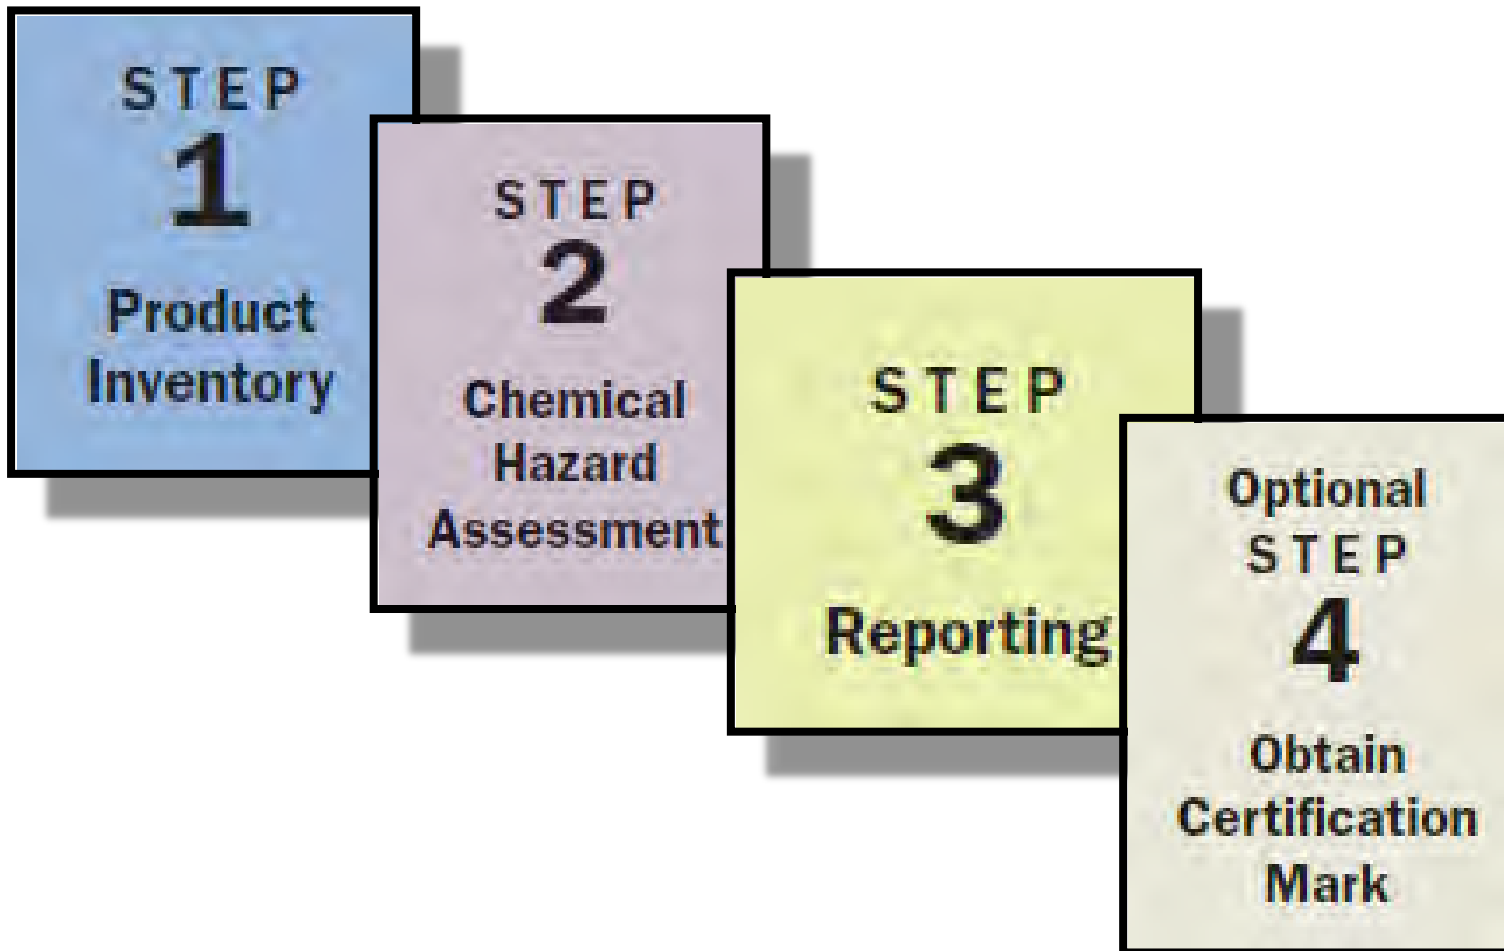 STEP
1
Product
Inventory
STEP
2
Chemical
Hazard
Assessment
STEP
3
Reporting
Optional
STEP
4
Obtain
Certification
Mark